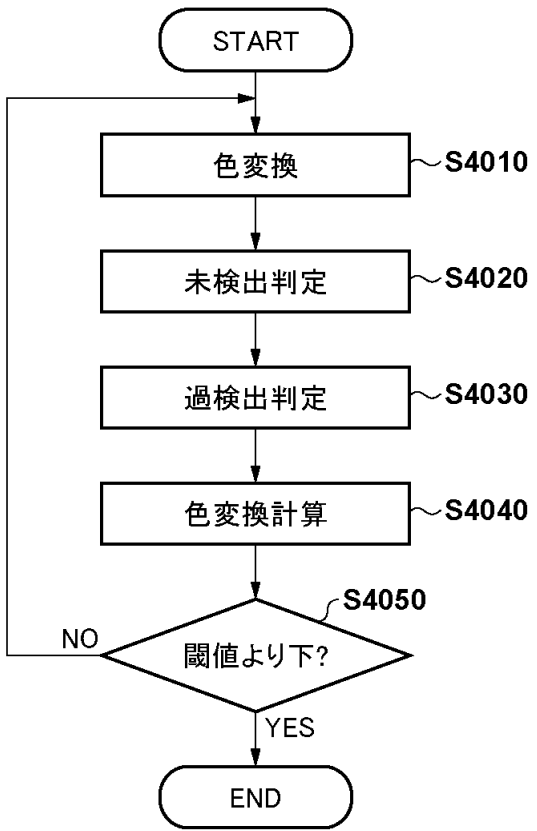 START
色変換
S4010
未検出判定
S4020
過検出判定
S4030
色変換計算
S4040
S4050
閾値より下?
NO
YES
END